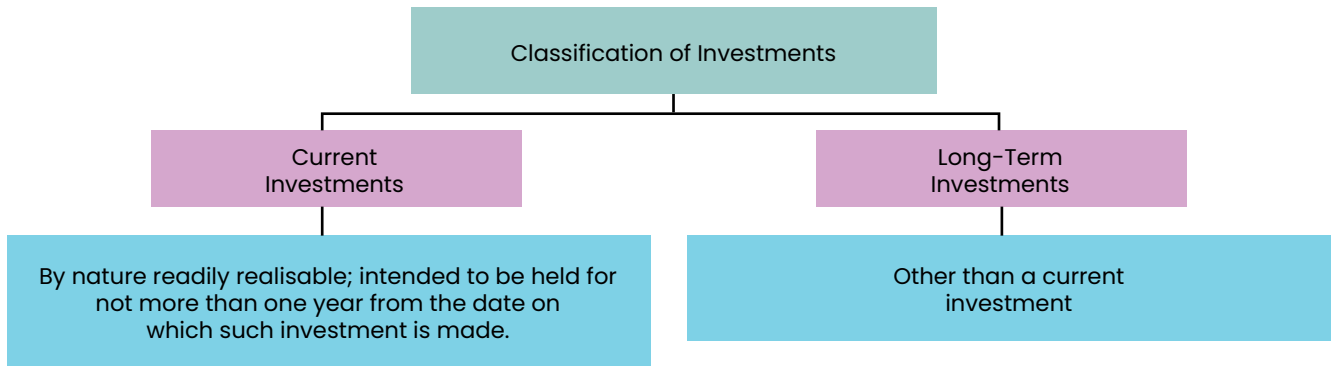 Classification of Investments
Current
Investments
Long-Term
Investments
By nature readily realisable; intended to be held for
not more than one year from the date on
which such investment is made.
Other than a current
investment